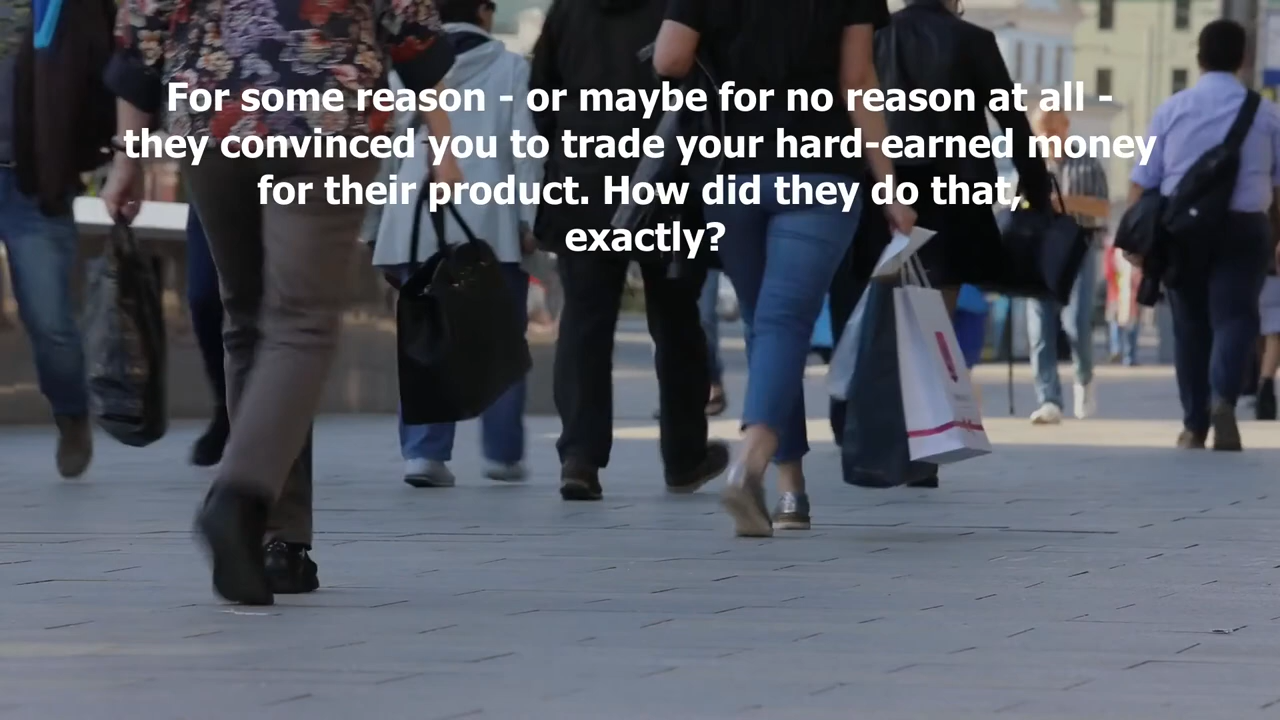 For some reason - or maybe for no reason at all -
they convinced you to trade your hard-earned money
for their product. How did they do that,
exactly?